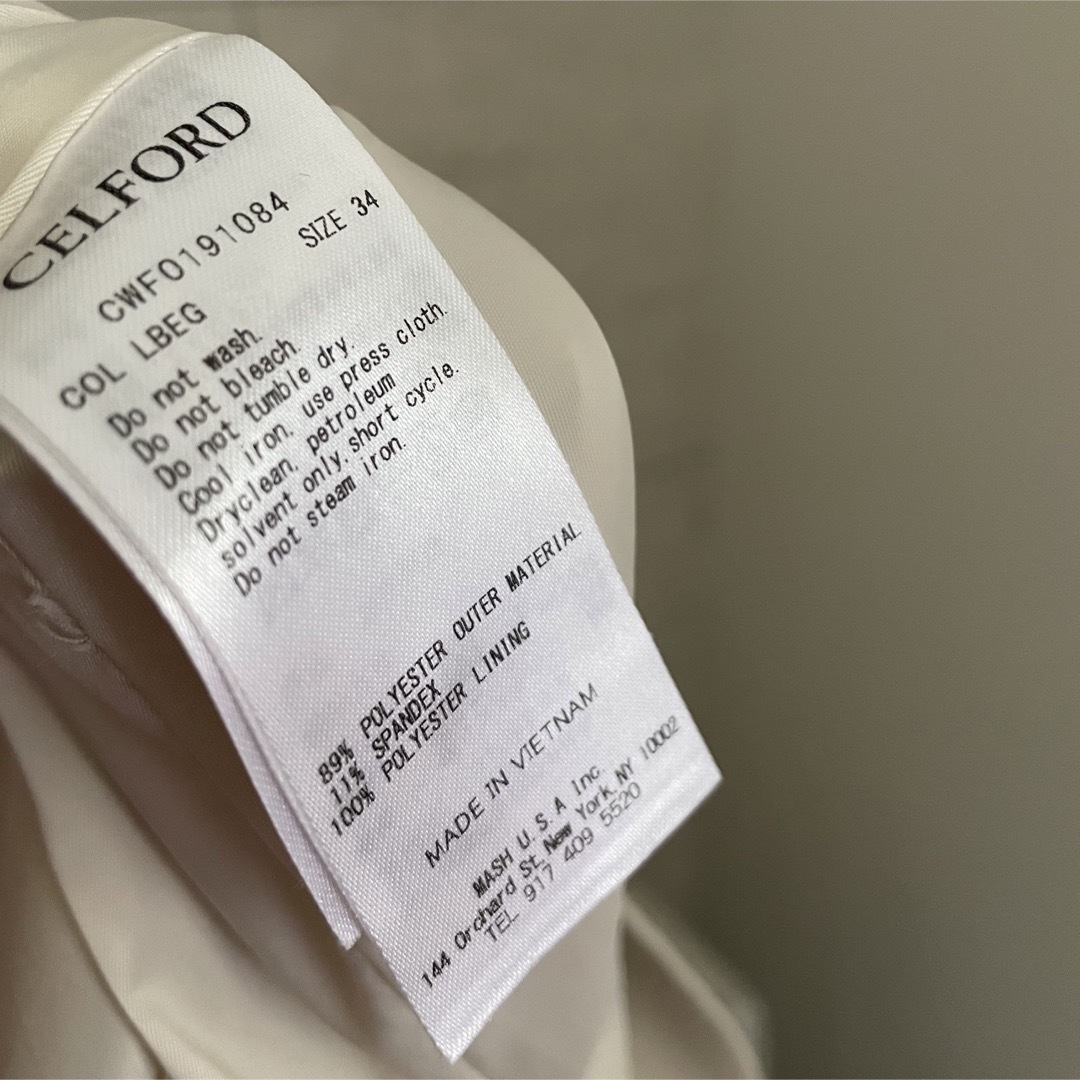 CELFORD
CWFO191084
SIZE 34
COL LBEG
Do not wash.
Do not bleach.
Do not tumble dry.
Cool iron, use press cloth.
Dryclean, petroleum
solvent only,short cycle.
Do not steam iron.
89% POLYESTER OUTER MATERIAL
11% SPANDEX
100% POLYESTER LINING
MADE IN VIETNAM
MASH U.S.A Inc.
144 Orchard St,New York,NY 10002
TEL 917 409 5520